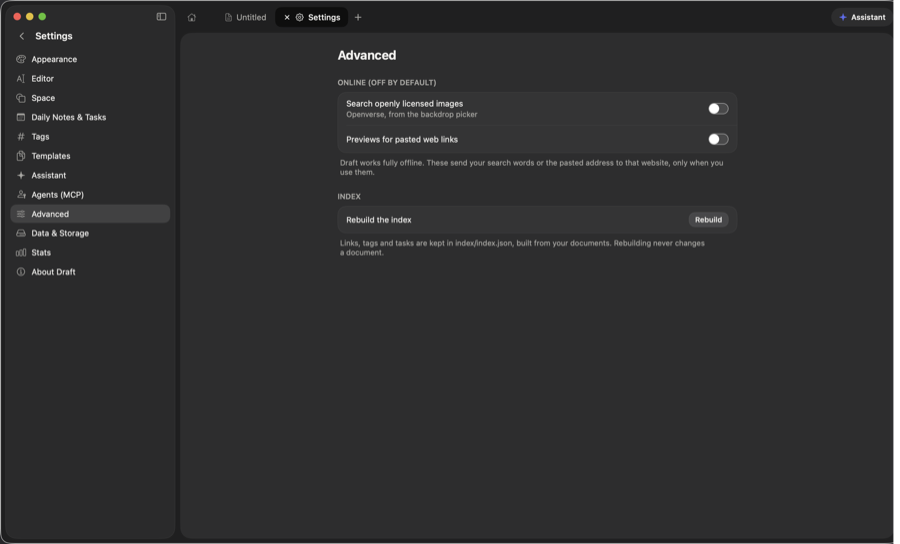 Untitled
Settings
Assistant
Settings
Appearance
Editor
Space
Daily Notes & Tasks
Tags
Templates
Assistant
Agents (MCP)
Advanced
Data & Storage
Stats
About Draft
Advanced
ONLINE (OFF BY DEFAULT)
Search openly licensed images
Openverse, from the backdrop picker
Previews for pasted web links
Draft works fully offline. These send your search words or the pasted address to that website, only when you
use them.
INDEX
Rebuild the index
Rebuild
Links, tags and tasks are kept in index/index.json, built from your documents. Rebuilding never changes
a document.